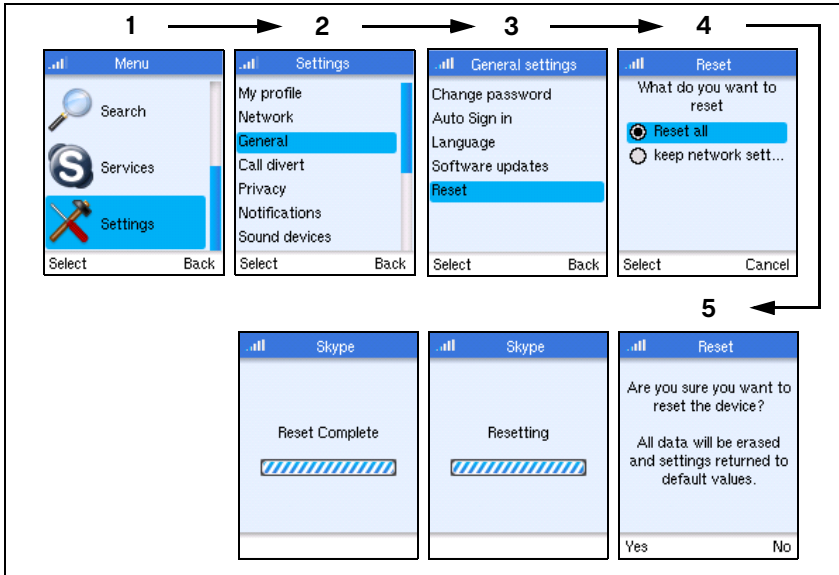 1
2
3
4
Menu
Search
Services
Settings
Select Back
Settings
My profile
Network
General
Call divert
Privacy
Notifications
Sound devices
Select Back
General settings
Change password
Auto Sign in
Language
Software updates
Reset
Select Back
Reset
What do you want to
reset
Reset all
keep network sett...
Select Cancel
5
Reset
Are you sure you want to
reset the device?
All data will be erased
and settings returned to
default values.
Yes No
Skype
Resetting
Skype
Reset Complete